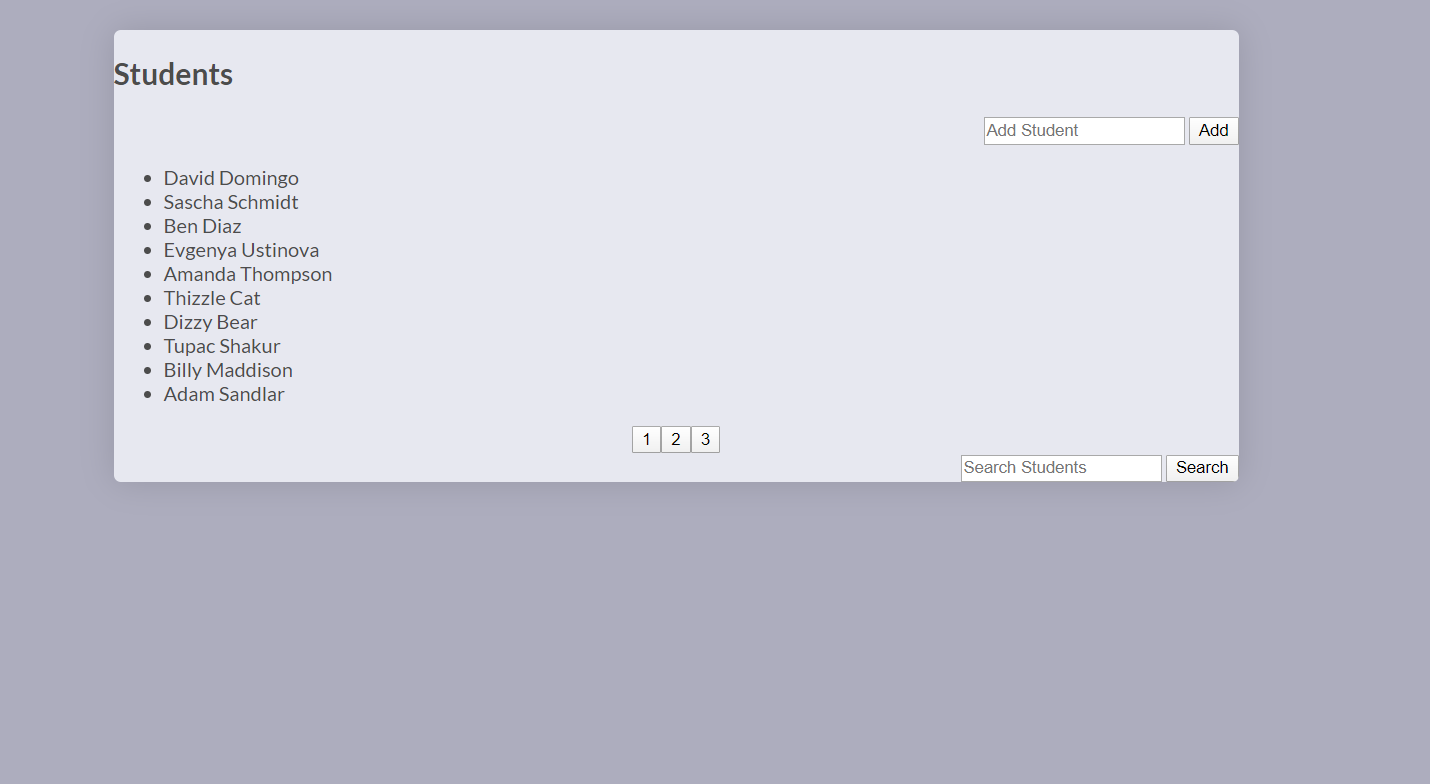 Students
Add Student Add
David Domingo
Sascha Schmidt
Ben Diaz
Evgenya Ustinova
Amanda Thompson
Thizzle Cat
Dizzy Bear
Tupac Shakur
Billy Maddison
Adam Sandlar
1 2 3
Search Students Search